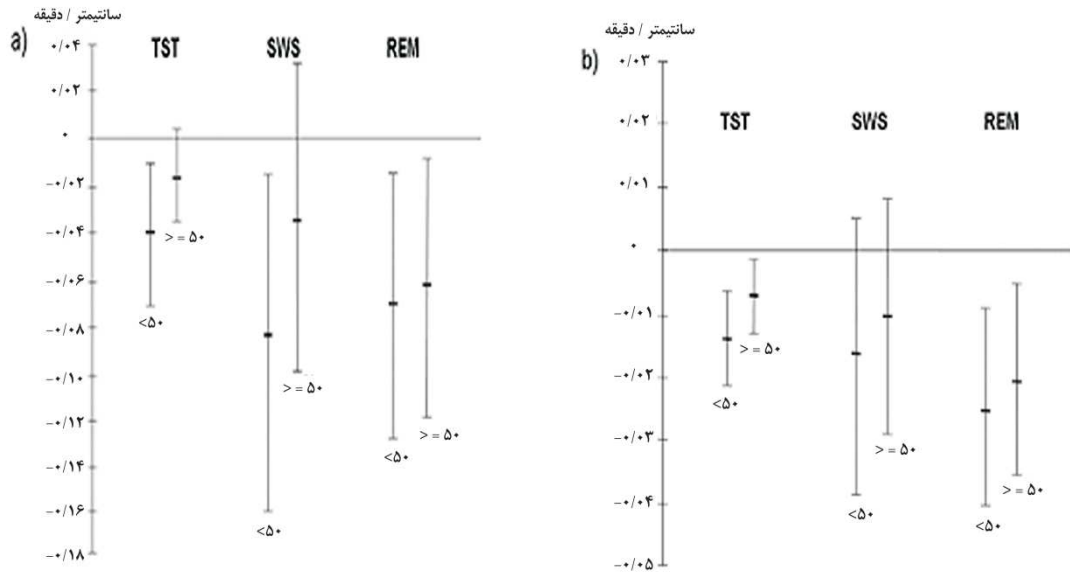 سانتیمتر / دقیقه
a)
TST SWS REM
۰/۰۴
۰/۰۲
۰
−۰/۰۲
−۰/۰۴
−۰/۰۶
−۰/۰۸
−۰/۱۰
−۰/۱۲
−۰/۱۴
−۰/۱۶
−۰/۱۸
> = ۵۰
<۵۰
> = ۵۰
<۵۰
> = ۵۰
<۵۰
سانتیمتر / دقیقه
b)
TST SWS REM
۰/۰۳
۰/۰۲
۰/۰۱
۰
−۰/۰۱
−۰/۰۲
−۰/۰۳
−۰/۰۴
−۰/۰۵
> = ۵۰
<۵۰
> = ۵۰
<۵۰
> = ۵۰
<۵۰